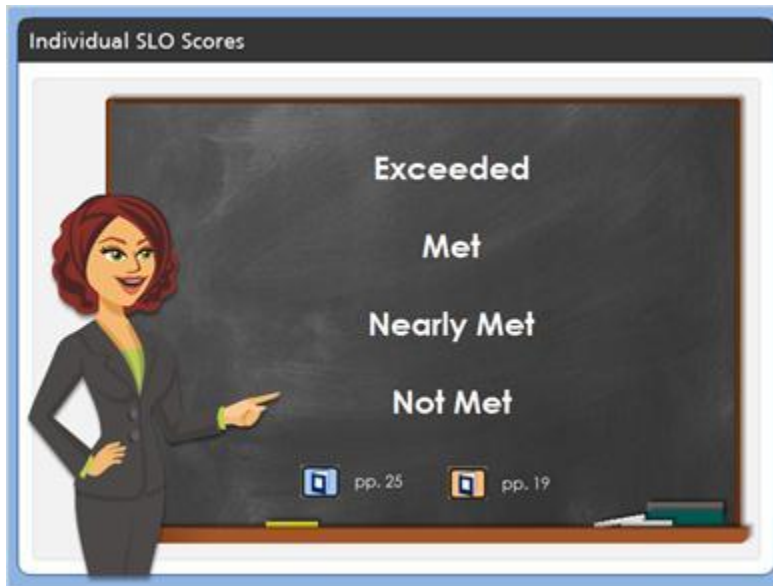 Individual SLO Scores
Exceeded
Met
Nearly Met
Not Met
pp. 25 pp. 19